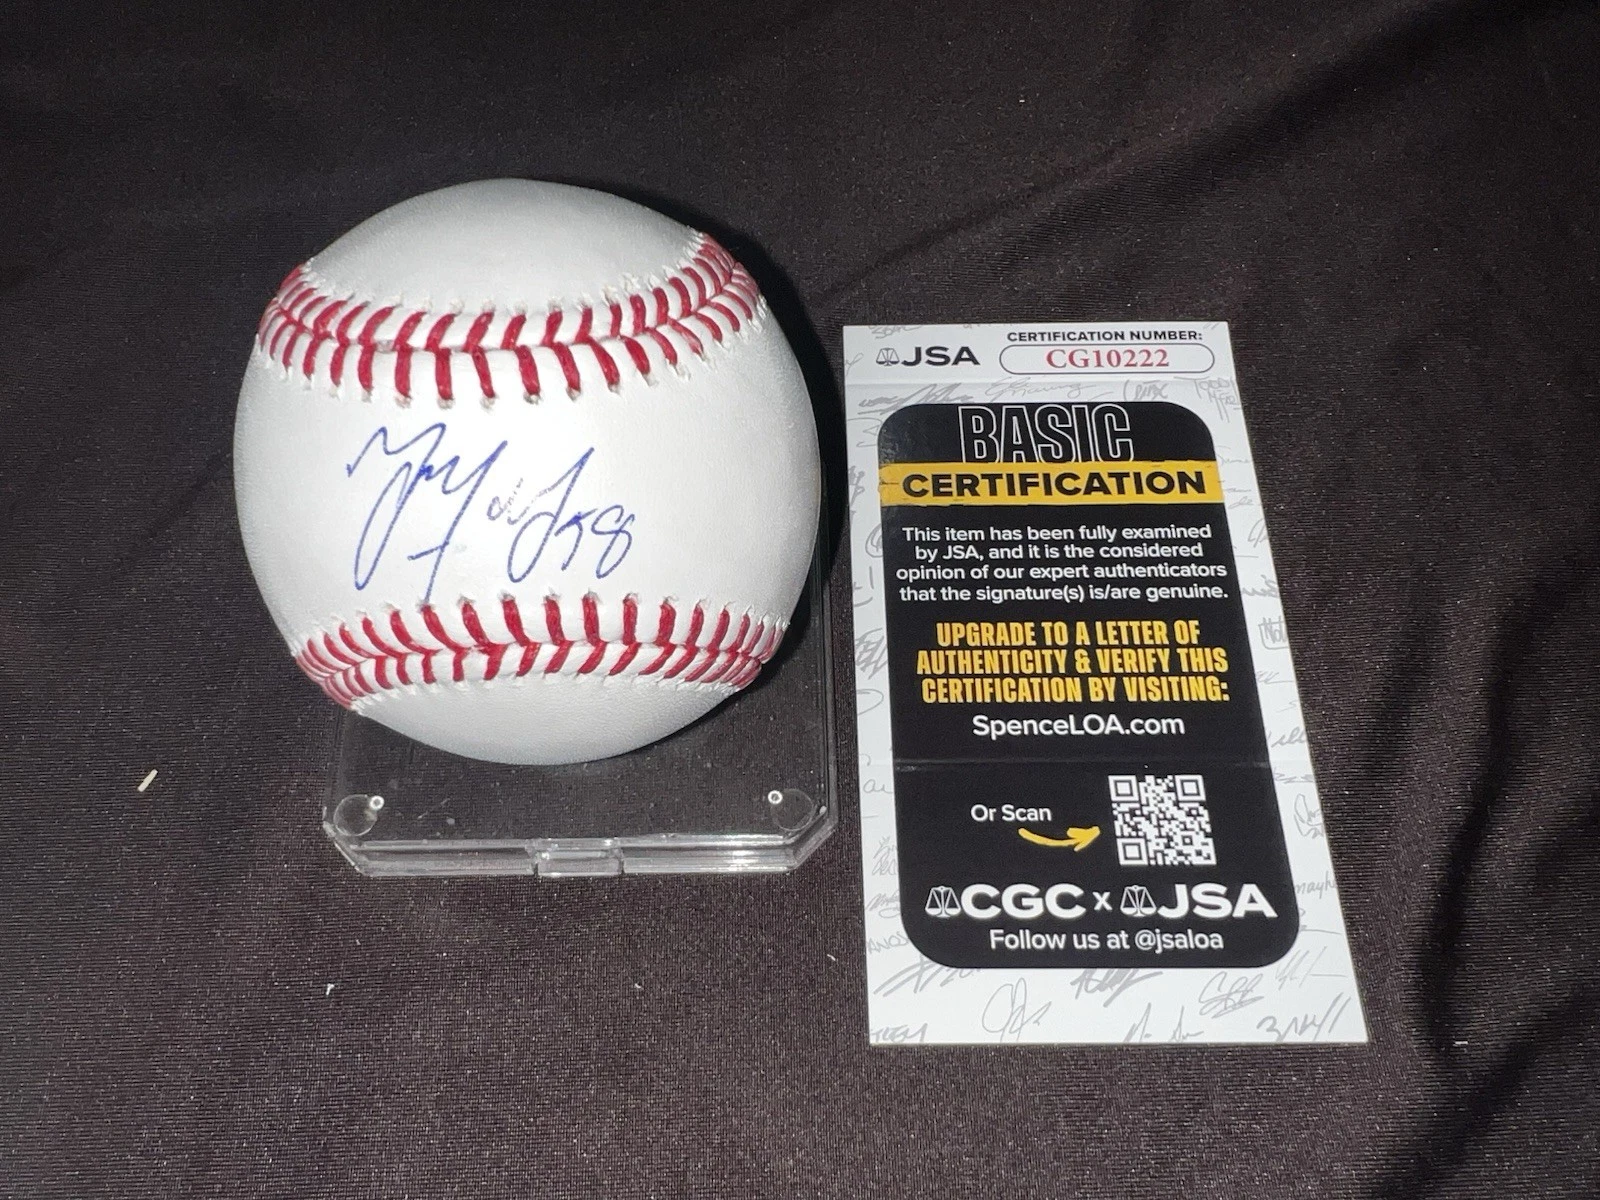 58
JSA
CERTIFICATION NUMBER:
CG10222
BASIC
CERTIFICATION
This item has been fully examined
by JSA, and it is the considered
opinion of our expert authenticators
that the signature(s) is/are genuine.
UPGRADE TO A LETTER OF
AUTHENTICITY & VERIFY THIS
CERTIFICATION BY VISITING:
SpenceLOA.com
Or Scan
CGC x JSA
Follow us at @jsaloa